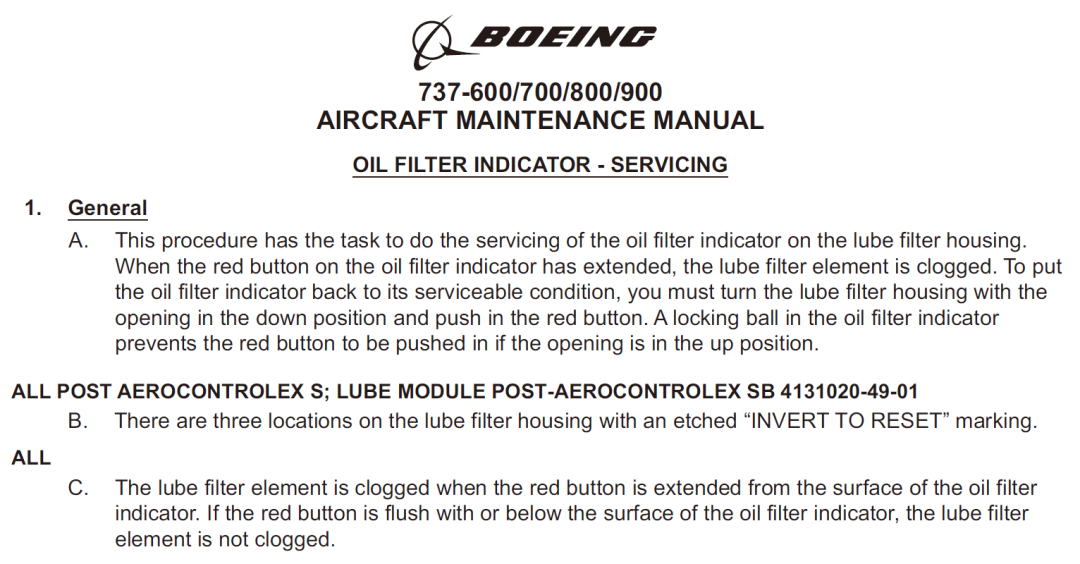 BOEING
737-600/700/800/900
AIRCRAFT MAINTENANCE MANUAL
OIL FILTER INDICATOR - SERVICING
1. General
A. This procedure has the task to do the servicing of the oil filter indicator on the lube filter housing.
When the red button on the oil filter indicator has extended, the lube filter element is clogged. To put
the oil filter indicator back to its serviceable condition, you must turn the lube filter housing with the
opening in the down position and push in the red button. A locking ball in the oil filter indicator
prevents the red button to be pushed in if the opening is in the up position.
ALL POST AEROCONTROLEX S; LUBE MODULE POST-AEROCONTROLEX SB 4131020-49-01
B. There are three locations on the lube filter housing with an etched “INVERT TO RESET” marking.
ALL
C. The lube filter element is clogged when the red button is extended from the surface of the oil filter
indicator. If the red button is flush with or below the surface of the oil filter indicator, the lube filter
element is not clogged.